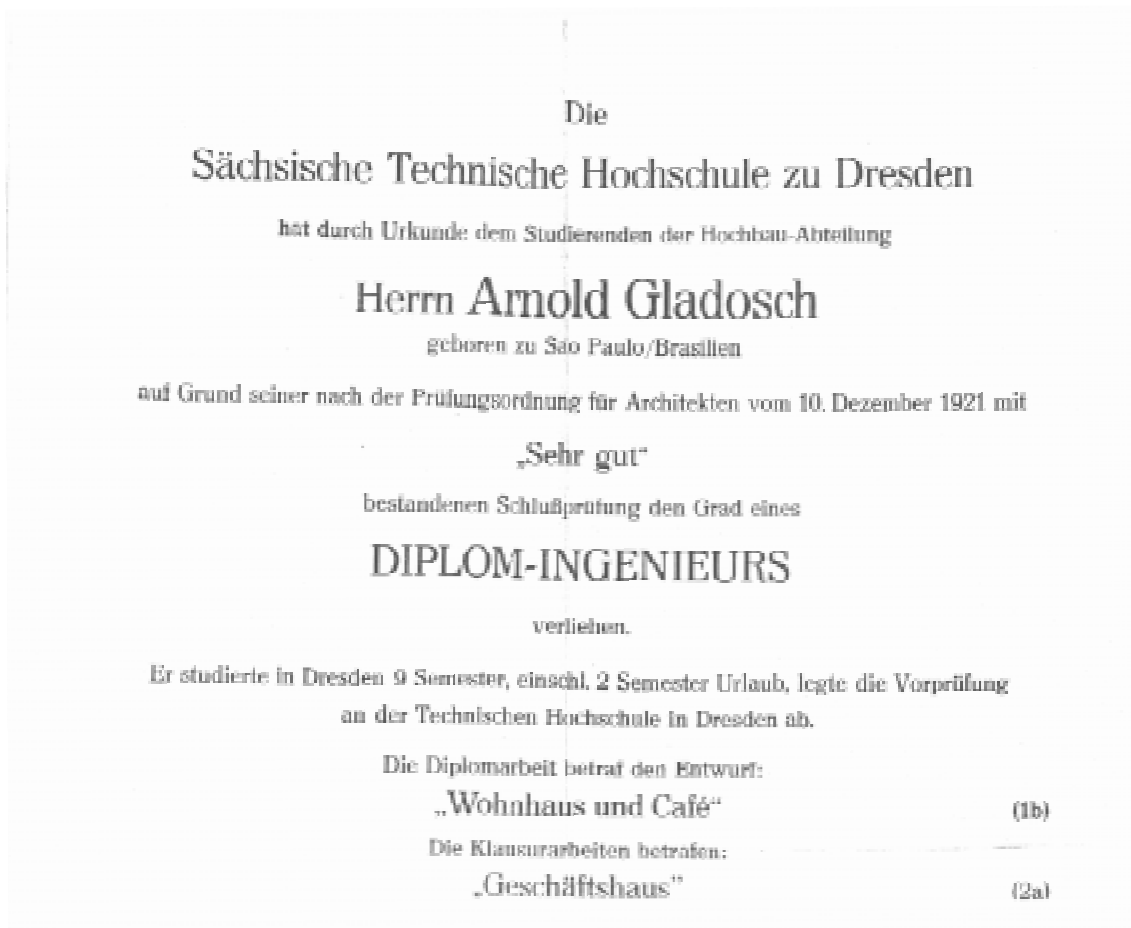 Die
Sächsische Technische Hochschule zu Dresden
hat durch Urkunde dem Studierenden der Hochbau-Abteilung
Herrn Arnold Gladosch
geboren zu Sao Paulo/Brasilien
auf Grund seiner nach der Prüfungsordnung für Architekten vom 10. Dezember 1921 mit
„Sehr gut“
bestandenen Schlußprüfung den Grad eines
DIPLOM-INGENIEURS
verliehen.
Er studierte in Dresden 9 Semester, einschl. 2 Semester Urlaub, legte die Vorprüfung
an der Technischen Hochschule in Dresden ab.
Die Diplomarbeit betraf den Entwurf:
„Wohnhaus und Café“ (1b)
Die Klausurarbeiten betrafen:
„Geschäftshaus” (2a)